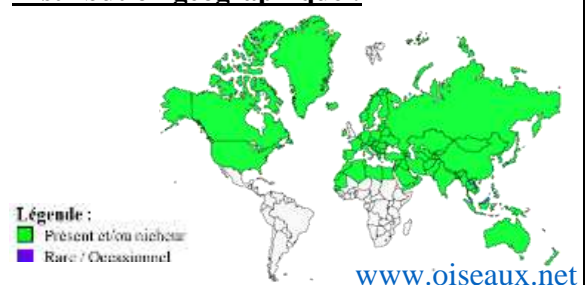 Légende :
Présent et/ou nicheur
Rare / Occasionnel
www.oiseaux.net